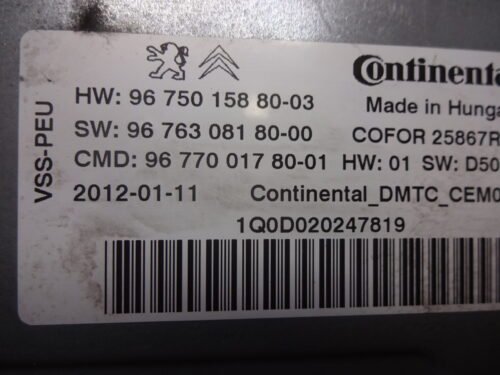 Continenta
HW: 96 750 158 80-03
Made in Hunga
SW: 96 763 081 80-00
COFOR 25867R
CMD: 96 770 017 80-01 HW: 01 SW: D50
2012-01-11
Continental_DMTC_CEM0
1Q0D020247819
VSS-PEU